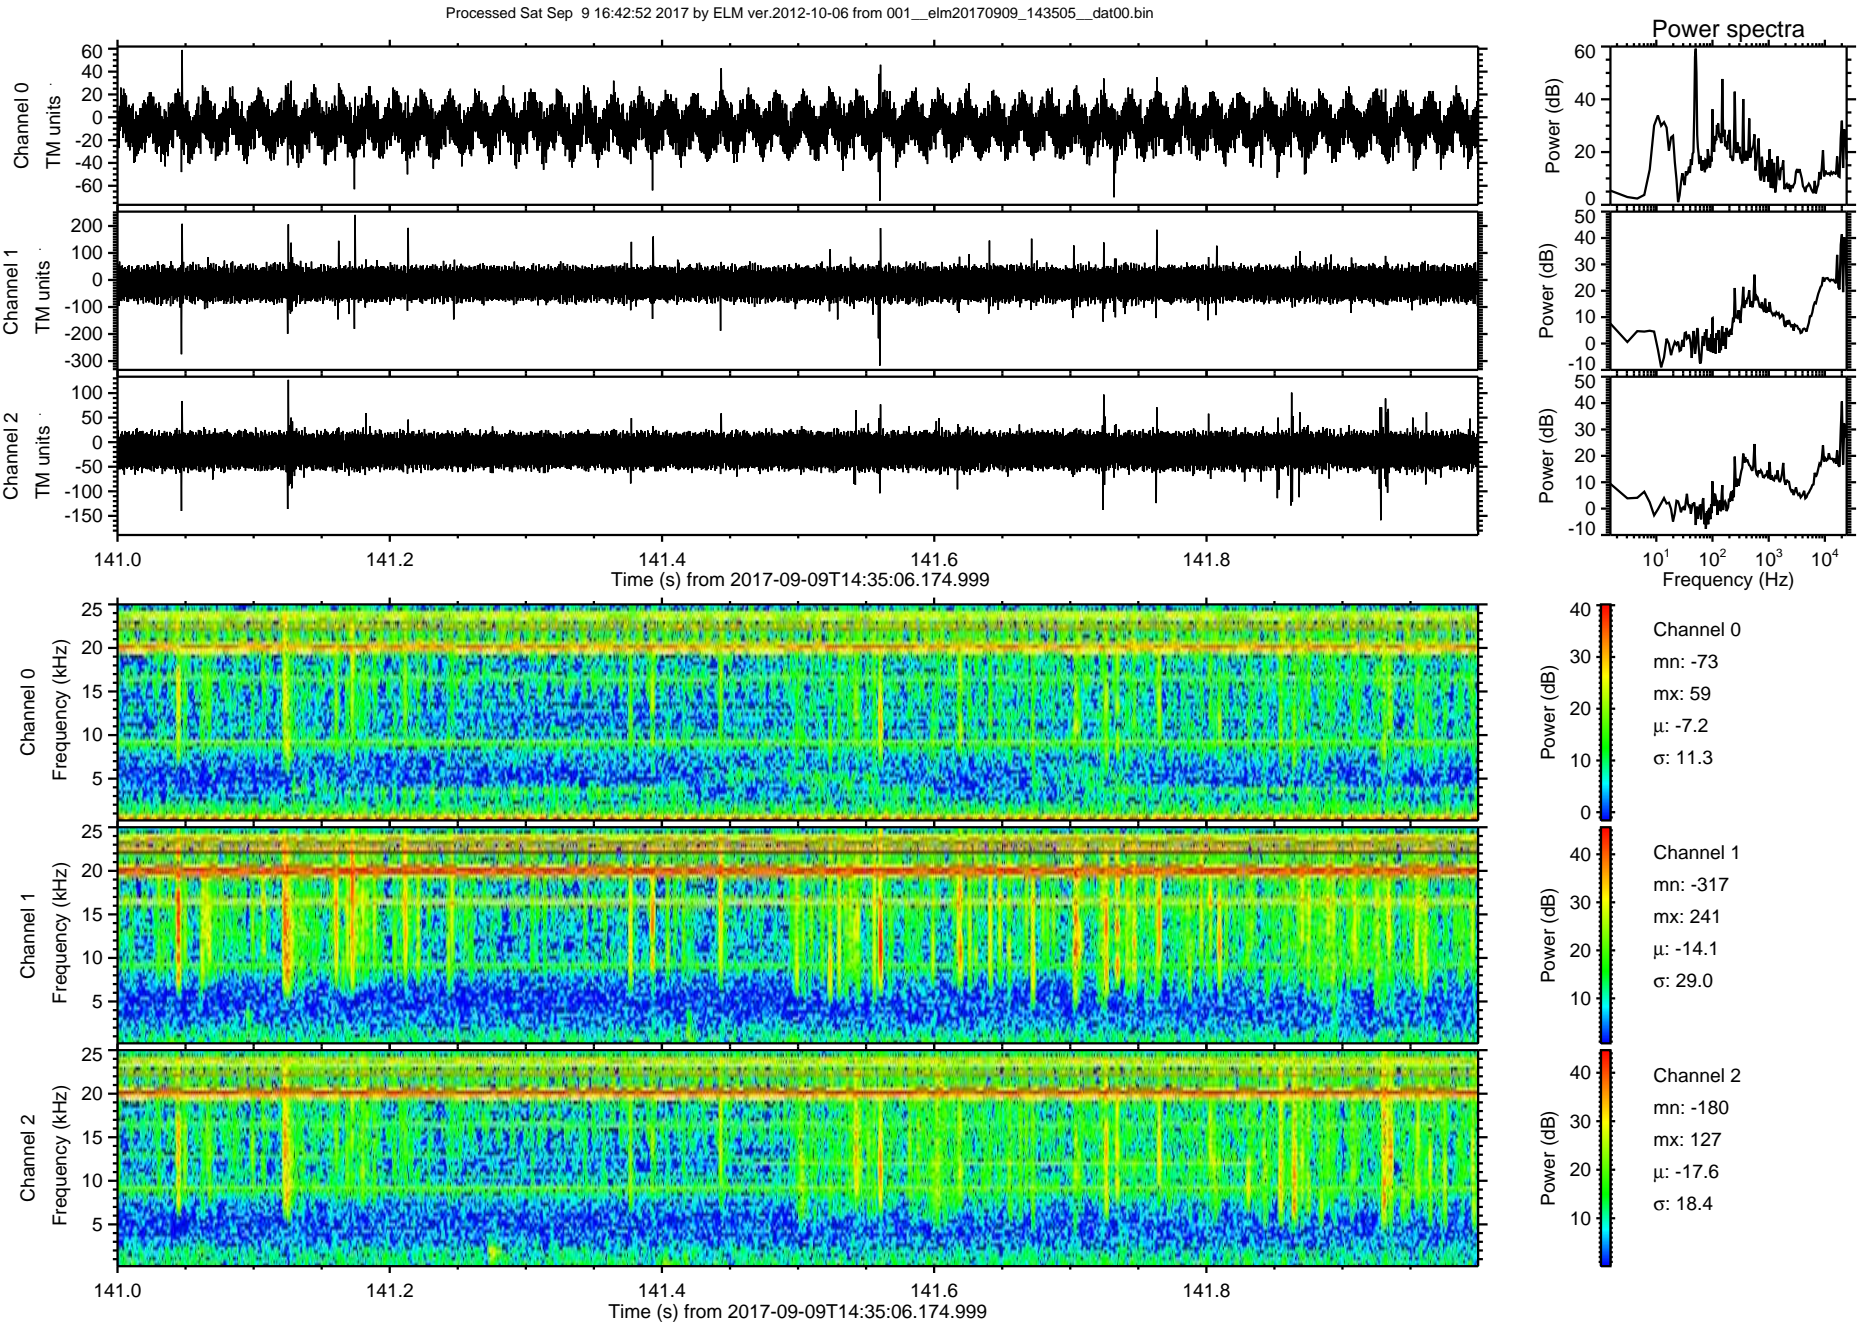 Processed Sat Sep  9 16:42:52 2017 by ELM ver.2012-10-06 from 001__elm20170909_143505__dat00.bin
Power spectra
Channel 0
TM units
60
40
20
0
-20
-40
-60
Power (dB)
60
40
20
0
Channel 1
TM units
200
100
0
-100
-200
-300
Power (dB)
50
40
30
20
10
0
-10
Channel 2
TM units
100
50
0
-50
-100
-150
Power (dB)
50
40
30
20
10
0
-10
141.0 141.2 141.4 141.6 141.8
Time (s) from 2017-09-09T14:35:06.174.999
10^1 10^2 10^3 10^4
Frequency (Hz)
Channel 0
Frequency (kHz)
25
20
15
10
5
Power (dB)
40
30
20
10
0
Channel 0
mn: -73
mx: 59
μ: -7.2
σ: 11.3
Channel 1
Frequency (kHz)
25
20
15
10
5
Power (dB)
40
30
20
10
Channel 1
mn: -317
mx: 241
μ: -14.1
σ: 29.0
Channel 2
Frequency (kHz)
25
20
15
10
5
Power (dB)
40
30
20
10
Channel 2
mn: -180
mx: 127
μ: -17.6
σ: 18.4
141.0 141.2 141.4 141.6 141.8
Time (s) from 2017-09-09T14:35:06.174.999